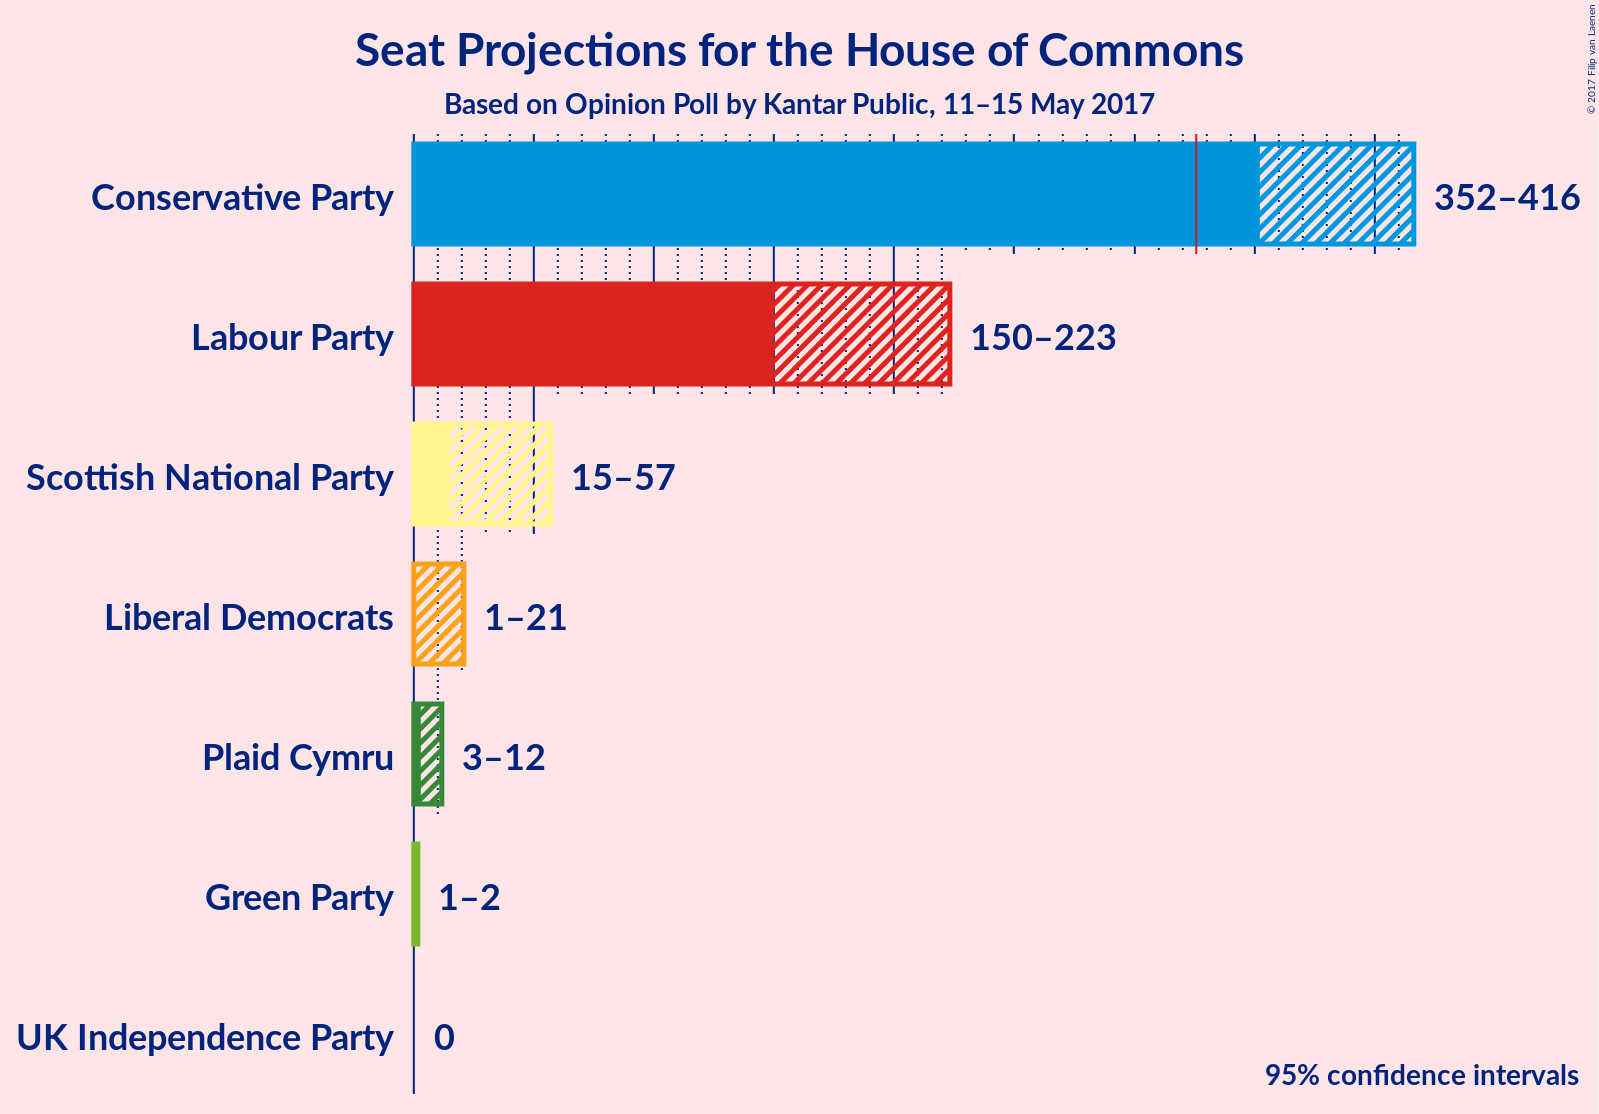 Seat Projections for the House of Commons
Based on Opinion Poll by Kantar Public, 11–15 May 2017
© 2017 Filip van Laenen
Conservative Party 352–416
Labour Party 150–223
Scottish National Party 15–57
Liberal Democrats 1–21
Plaid Cymru 3–12
Green Party 1–2
UK Independence Party 0
95% confidence intervals